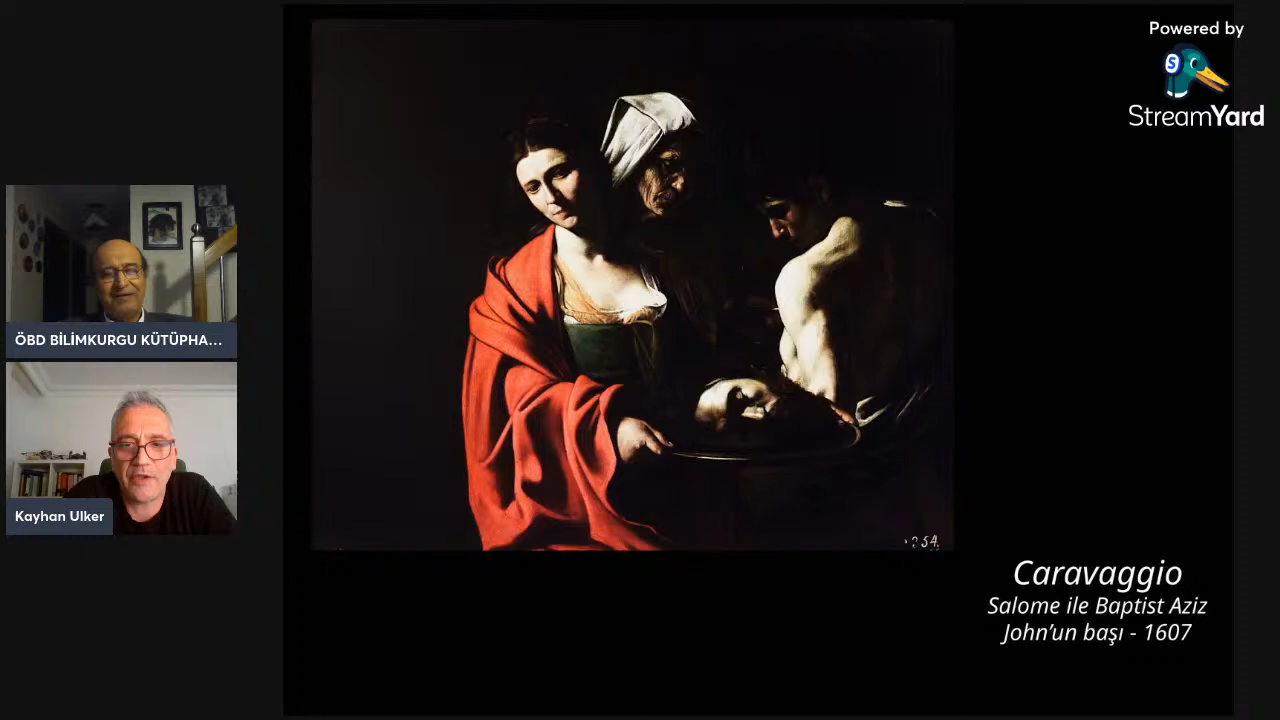 Powered by
StreamYard
ÖBD BİLİMKURGU KÜTÜPHA...
Kayhan Ulker
Caravaggio
Salome ile Baptist Aziz
John'un başı - 1607